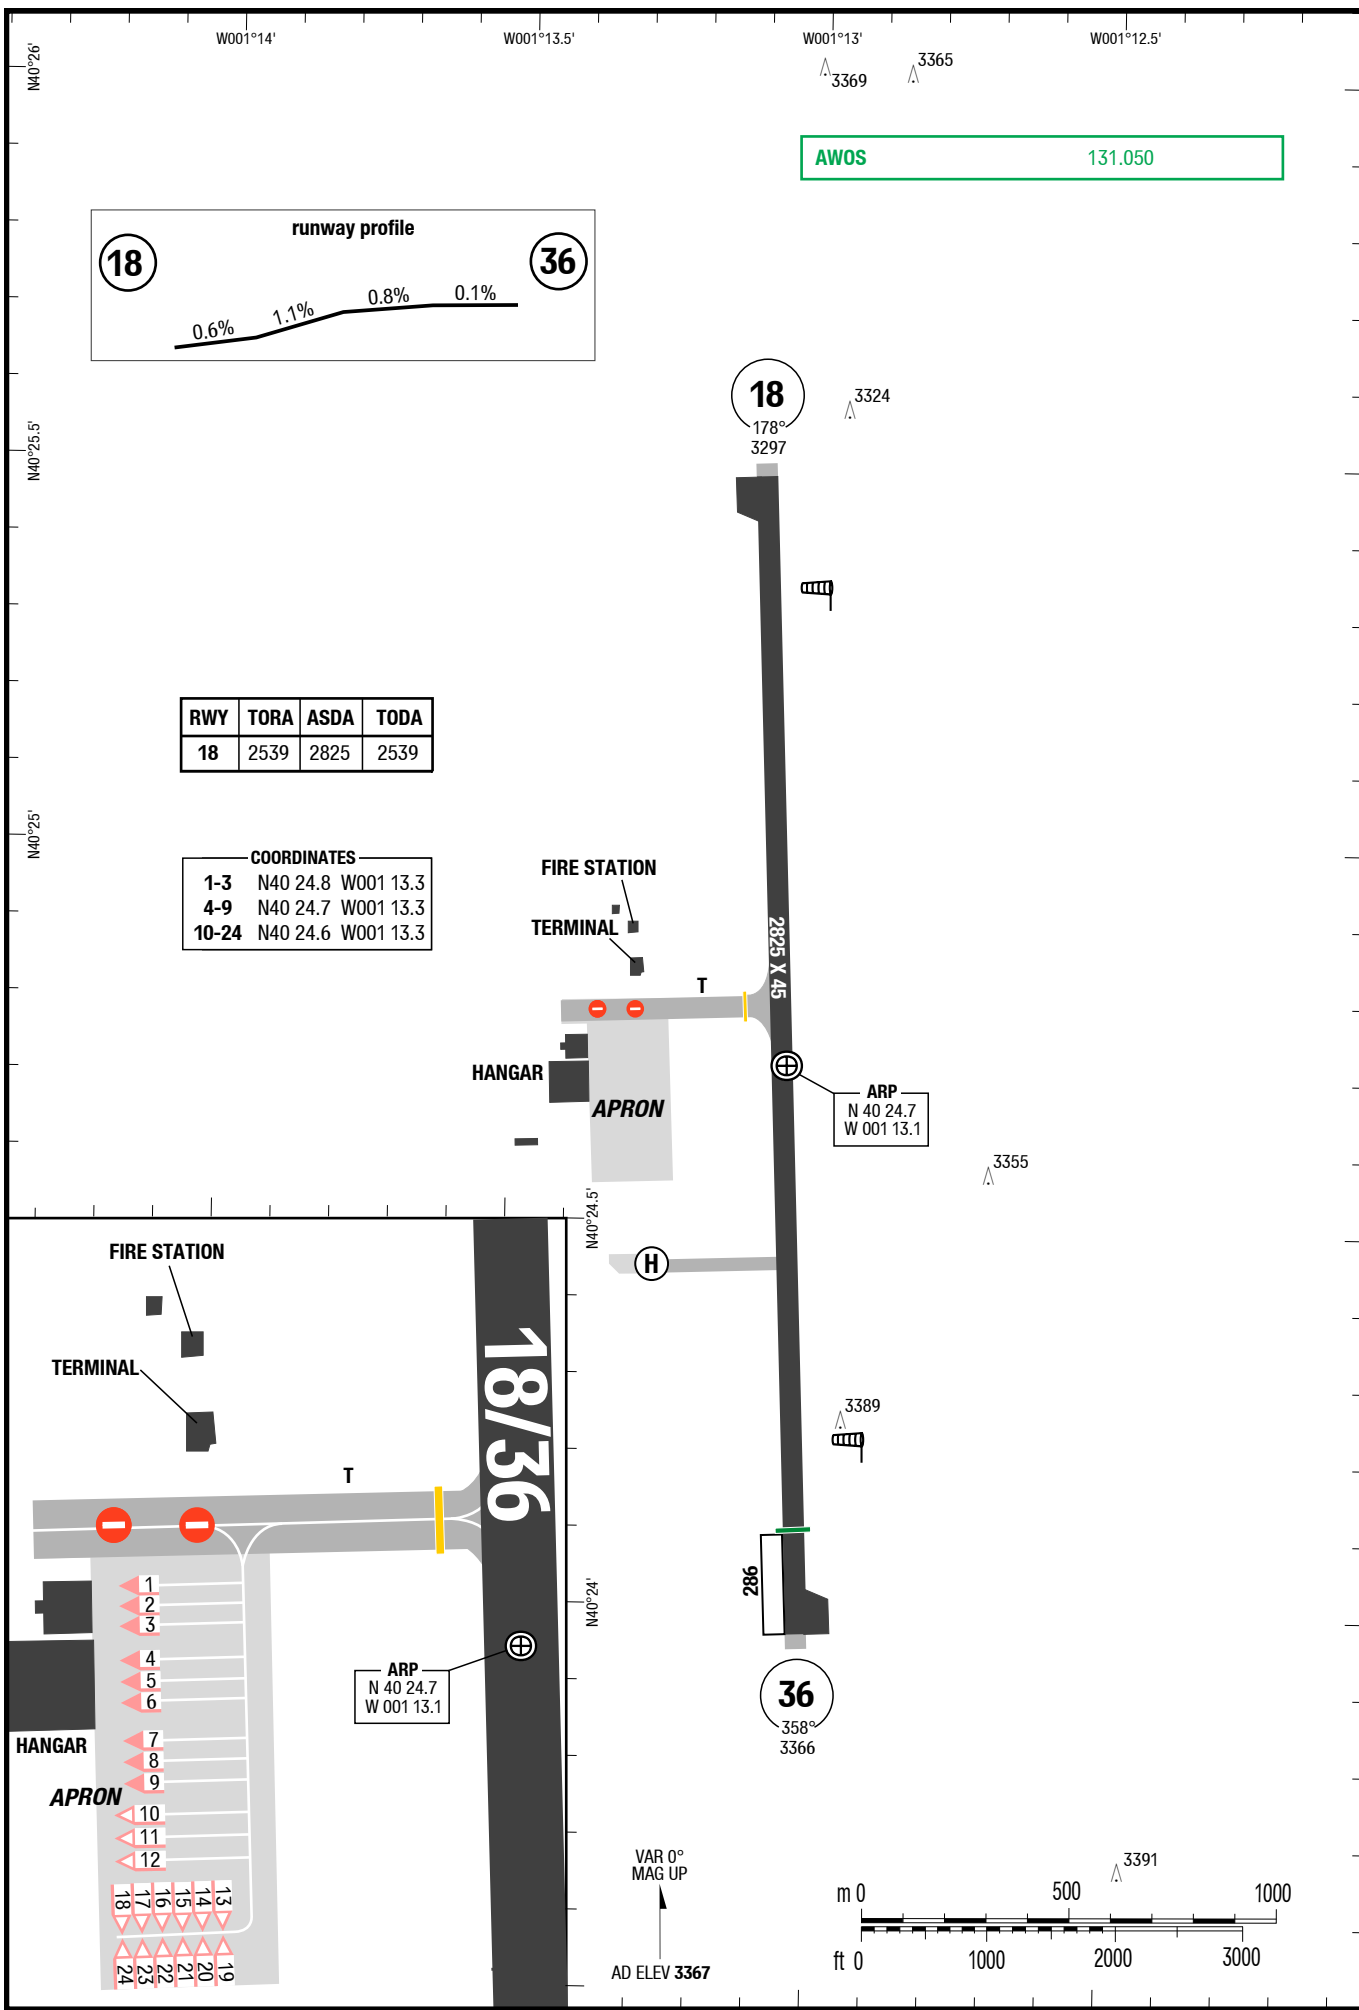 W001°14' W001°13.5' W001°13' W001°12.5'
N40°26'
3369
3365
AWOS 131.050
runway profile
18
36
0.6%
1.1%
0.8%
0.1%
18
178°
3297
3324
N40°25.5'
RWY TORA ASDA TODA
18 2539 2825 2539
N40°25'
COORDINATES
1-3 N40 24.8 W001 13.3
4-9 N40 24.7 W001 13.3
10-24 N40 24.6 W001 13.3
FIRE STATION
TERMINAL
2825 X 45
T
HANGAR
APRON
ARP
N 40 24.7
W 001 13.1
3355
N40°24.5'
H
3389
286
N40°24'
36
358°
3366
FIRE STATION
TERMINAL
18/36
T
1
2
3
4
5
6
7
8
9
10
11
12
HANGAR
APRON
ARP
N 40 24.7
W 001 13.1
18 17 16 15 14 13
24 23 22 21 20 19
VAR 0°
MAG UP
AD ELEV 3367
3391
m 0 500 1000
ft 0 1000 2000 3000